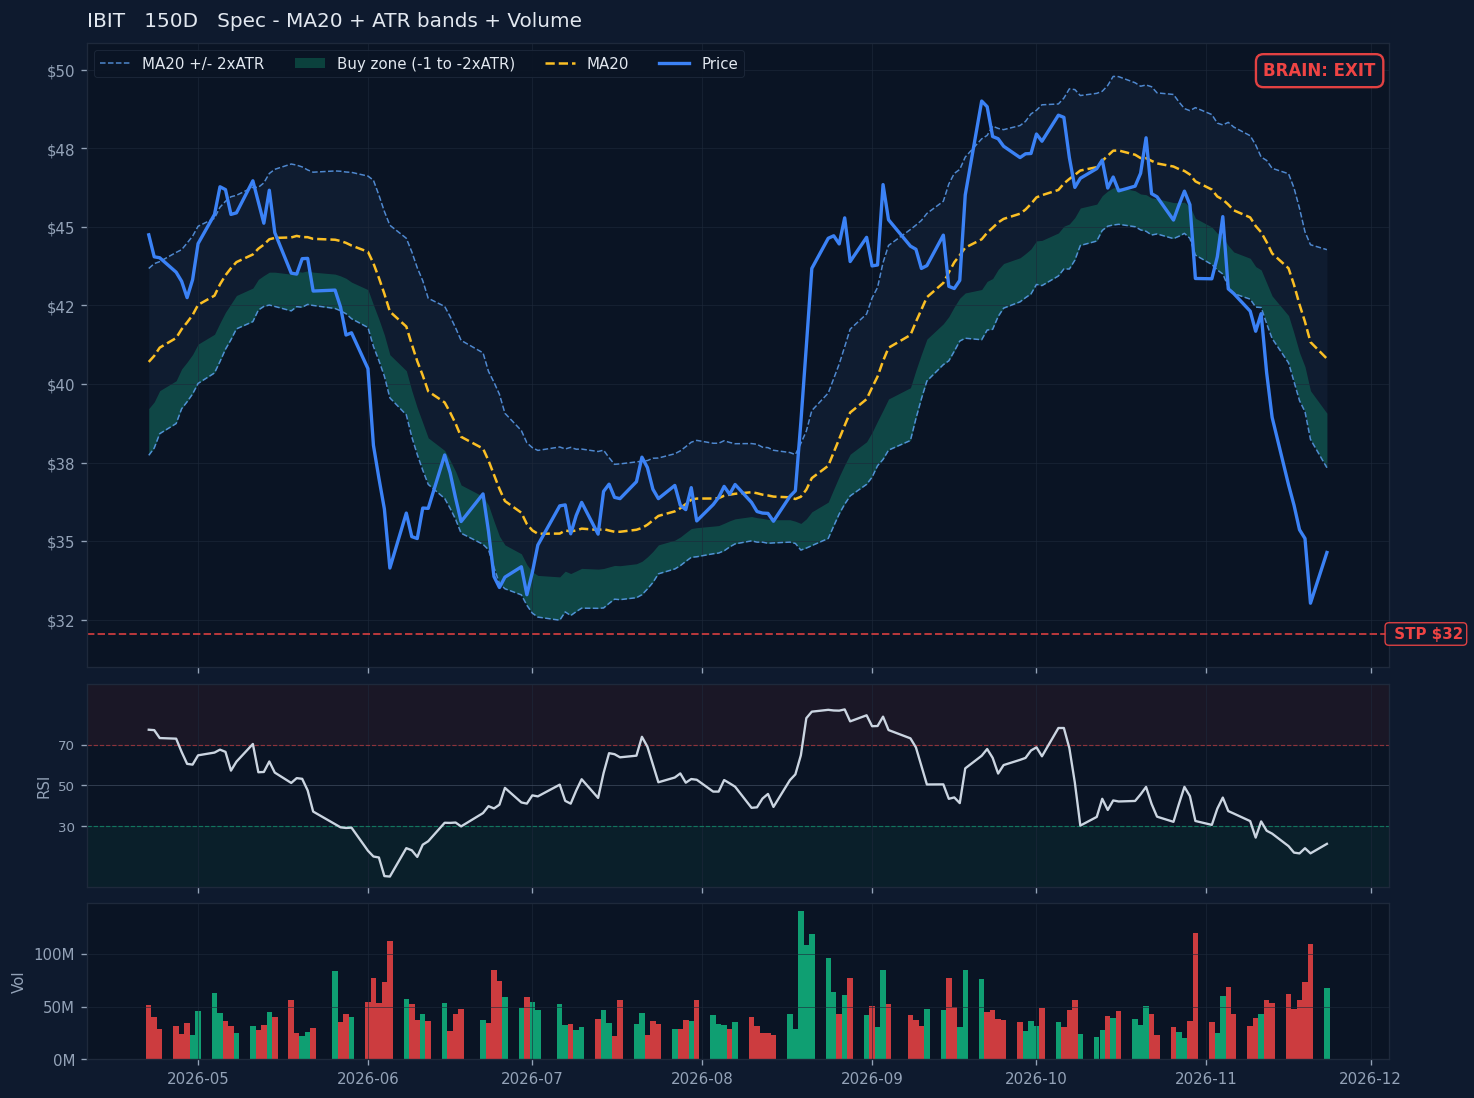 IBIT   150D   Spec - MA20 + ATR bands + Volume
MA20 +/- 2xATR   Buy zone (-1 to -2xATR)   MA20   Price
BRAIN: EXIT
$50
$48
$45
$42
$40
$38
$35
$32
STP $32
RSI
70
50
30
Vol
100M
50M
0M
2026-05   2026-06   2026-07   2026-08   2026-09   2026-10   2026-11   2026-12